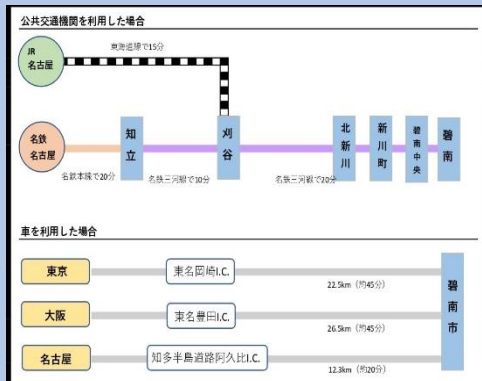 公共交通機関を利用した場合
JR
名古屋
東海道線で15分
名鉄
名古屋
知立
刈谷
北新川
新川町
碧南中央
碧南
名鉄本線で20分
名鉄三河線で10分
名鉄三河線で20分
車を利用した場合
東京
東名岡崎I.C.
22.5km（約45分）
大阪
東名豊田I.C.
26.5km（約45分）
名古屋
知多半島道路阿久比I.C.
12.3km（約20分）
碧南市